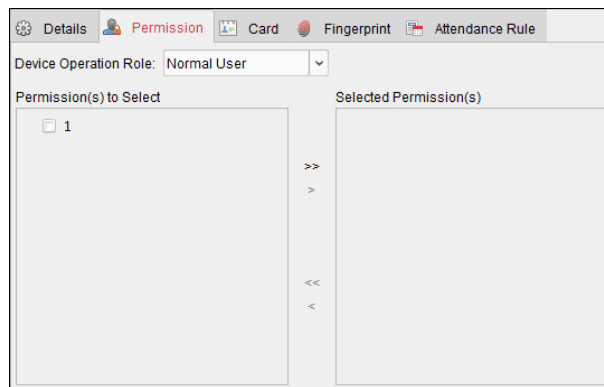 Details Permission Card Fingerprint Attendance Rule
Device Operation Role: Normal User
Permission(s) to Select Selected Permission(s)
1
>>
>
<<
<